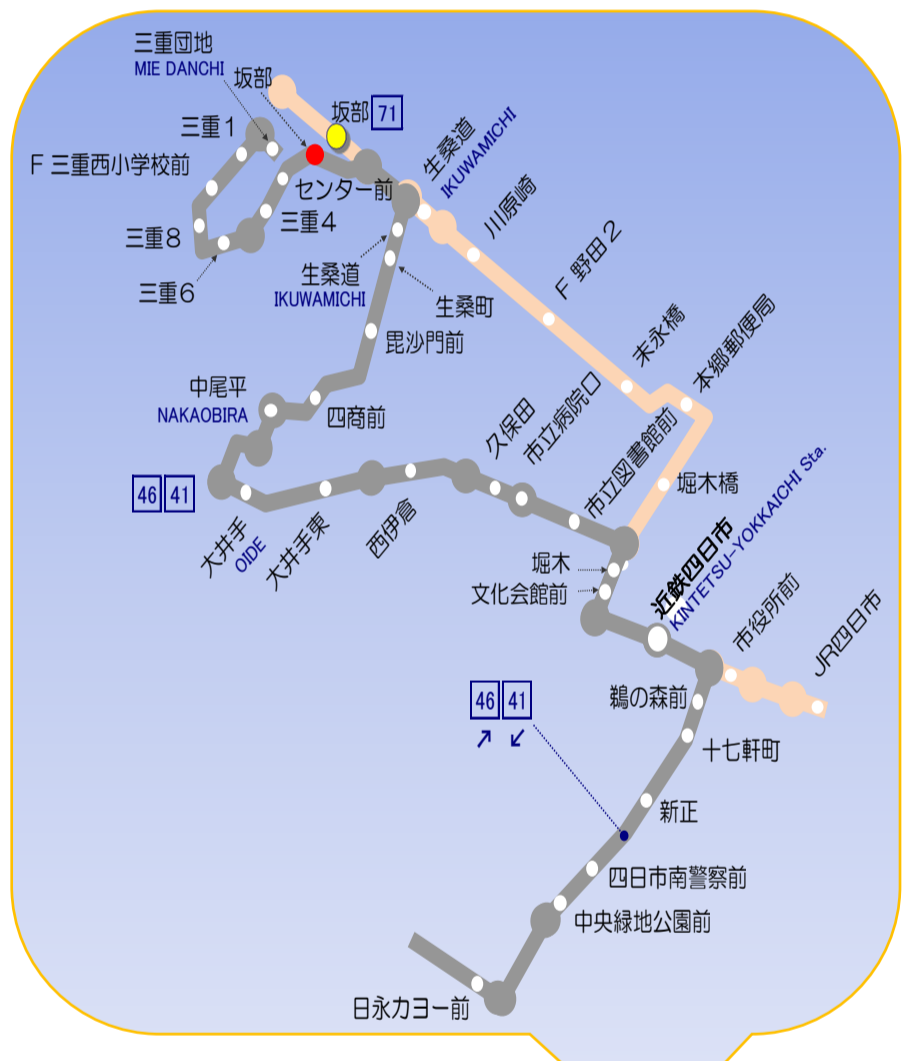 三重団地
MIE DANCHI
坂部
坂部 71
三重１
F 三重西小学校前
生桑道
IKUWAMICHI
センター前
川原崎
三重４
三重８
F 野田２
生桑道
IKUWAMICHI
三重６
生桑町
末永橋
本郷郵便局
毘沙門前
中尾平
NAKAOBIRA
四商前
久保田
市立病院口
市立図書館前
46 41
堀木橋
大井手
OIDE
大井手東
西伊倉
堀木
文化会館前
近鉄四日市
KINTETSU-YOKKAICHI Sta.
市役所前
JR四日市
46 41
↗ ↙
鵜の森前
十七軒町
新正
四日市南警察前
中央緑地公園前
日永カヨー前